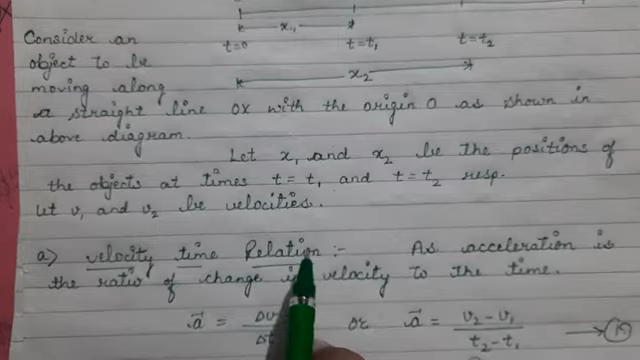 x₁
Consider an t=0 t=t₁ t=t₂
object to be
moving along x₂
a straight line OX with the origin O as shown in
above diagram.
Let x₁ and x₂ be the positions of
the objects at times t = t₁ and t = t₂ resp.
Let v₁ and v₂ be velocities.
a) velocity time Relation :- As acceleration is
the ratio of change in velocity to the time.
a⃗ = Δv/Δt or a⃗ = v₂ - v₁ / t₂ - t₁